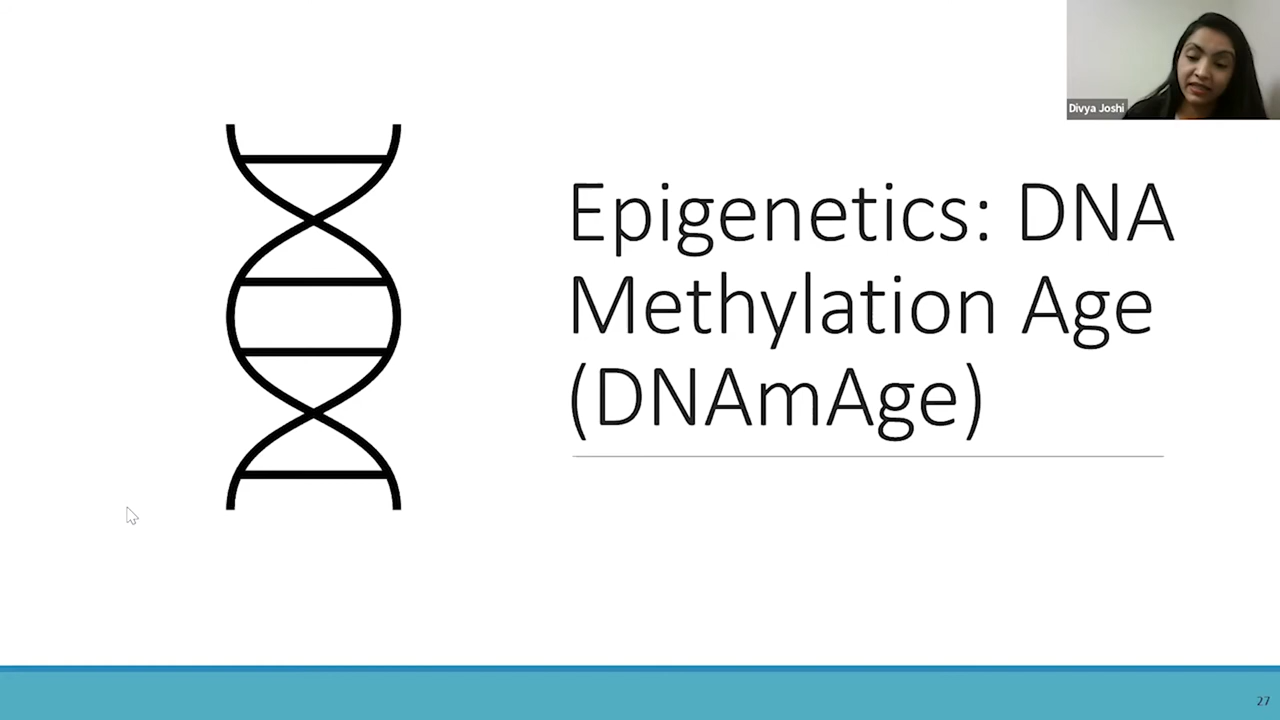 Divya Joshi
Epigenetics: DNA
Methylation Age
(DNAmAge)
27